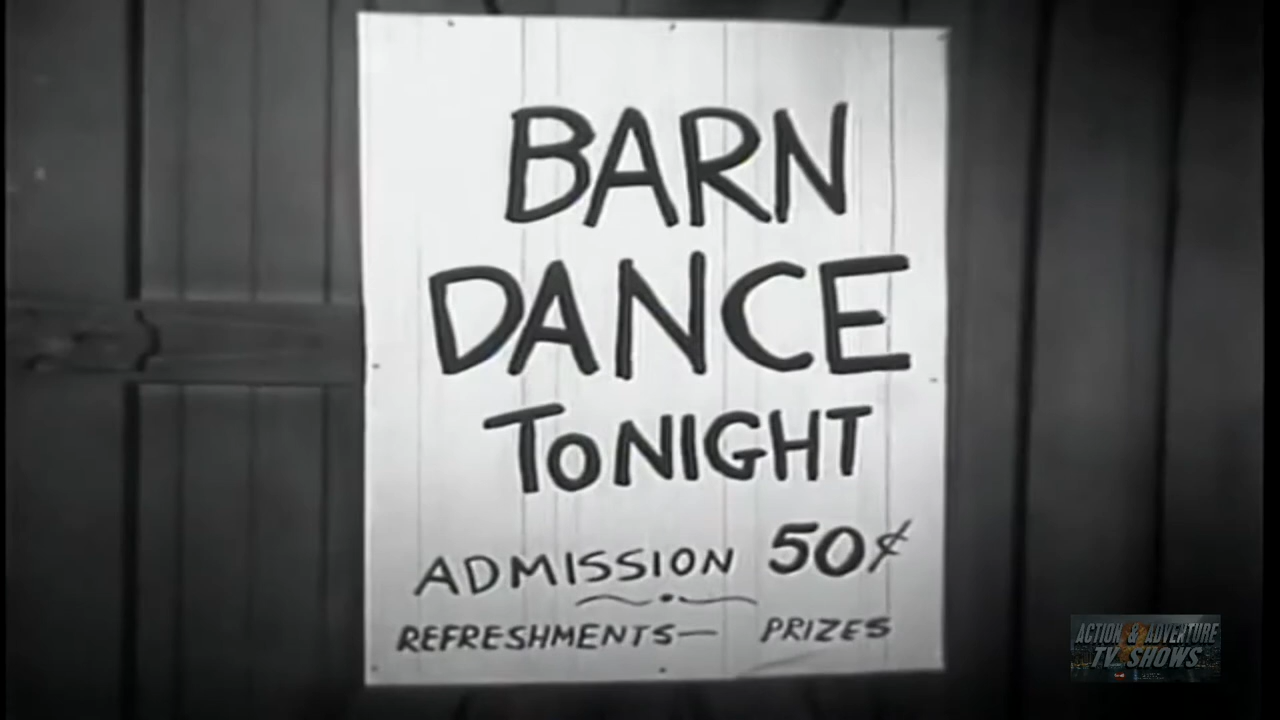 BARN
DANCE
TONIGHT
ADMISSION 50¢
REFRESHMENTS— PRIZES
ACTION & ADVENTURE
TV SHOWS